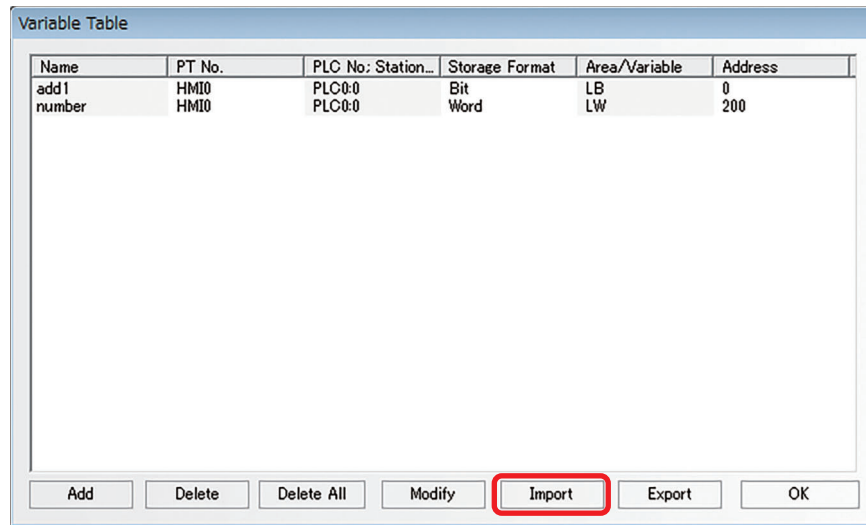 Variable Table
Name PT No. PLC No; Station... Storage Format Area/Variable Address
add1 HMI0 PLC0:0 Bit LB 0
number HMI0 PLC0:0 Word LW 200
Add Delete Delete All Modify Import Export OK